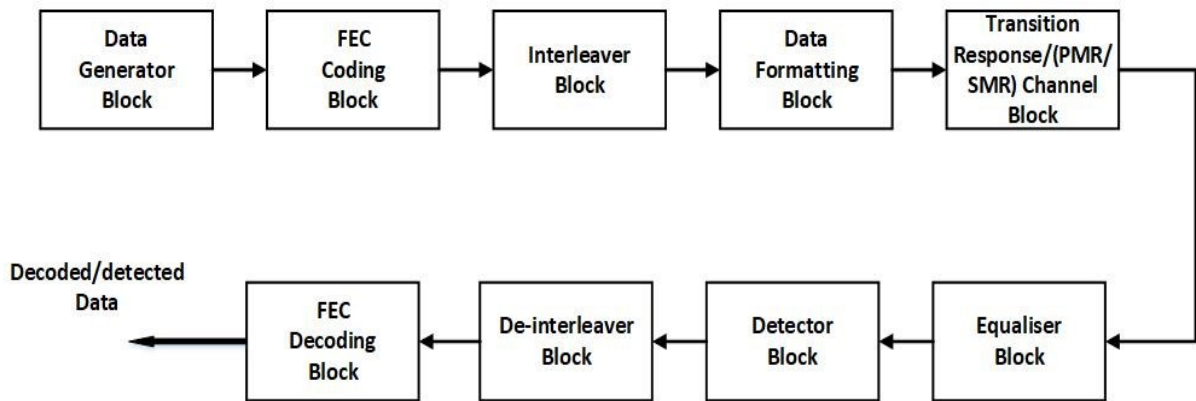 Data
Generator
Block
FEC
Coding
Block
Interleaver
Block
Data
Formatting
Block
Transition
Response/(PMR/
SMR) Channel
Block
Decoded/detected
Data
FEC
Decoding
Block
De-interleaver
Block
Detector
Block
Equaliser
Block